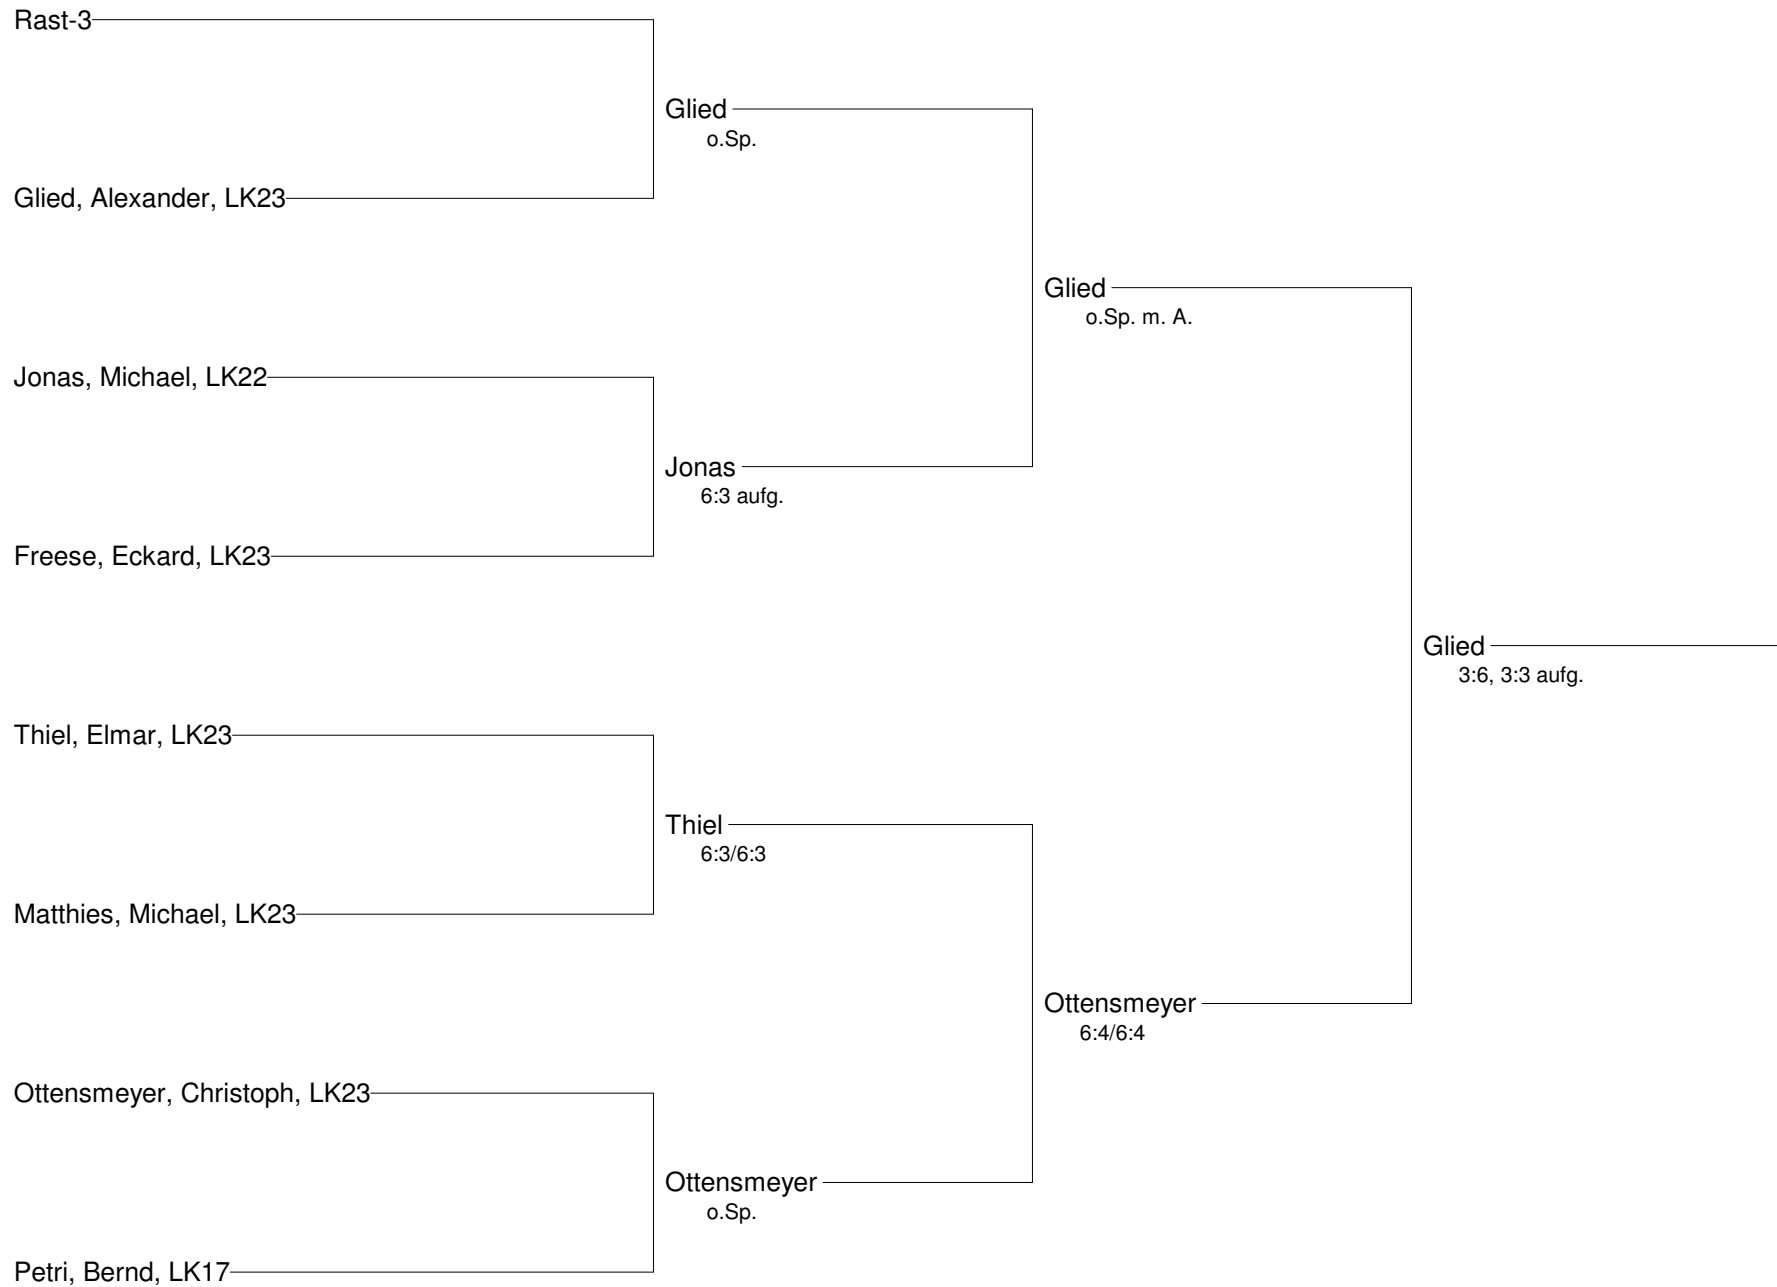 Rast-3
Glied
o.Sp.
Glied, Alexander, LK23
Glied
o.Sp. m. A.
Jonas, Michael, LK22
Jonas
6:3 aufg.
Freese, Eckard, LK23
Glied
3:6, 3:3 aufg.
Thiel, Elmar, LK23
Thiel
6:3/6:3
Matthies, Michael, LK23
Ottensmeyer
6:4/6:4
Ottensmeyer, Christoph, LK23
Ottensmeyer
o.Sp.
Petri, Bernd, LK17